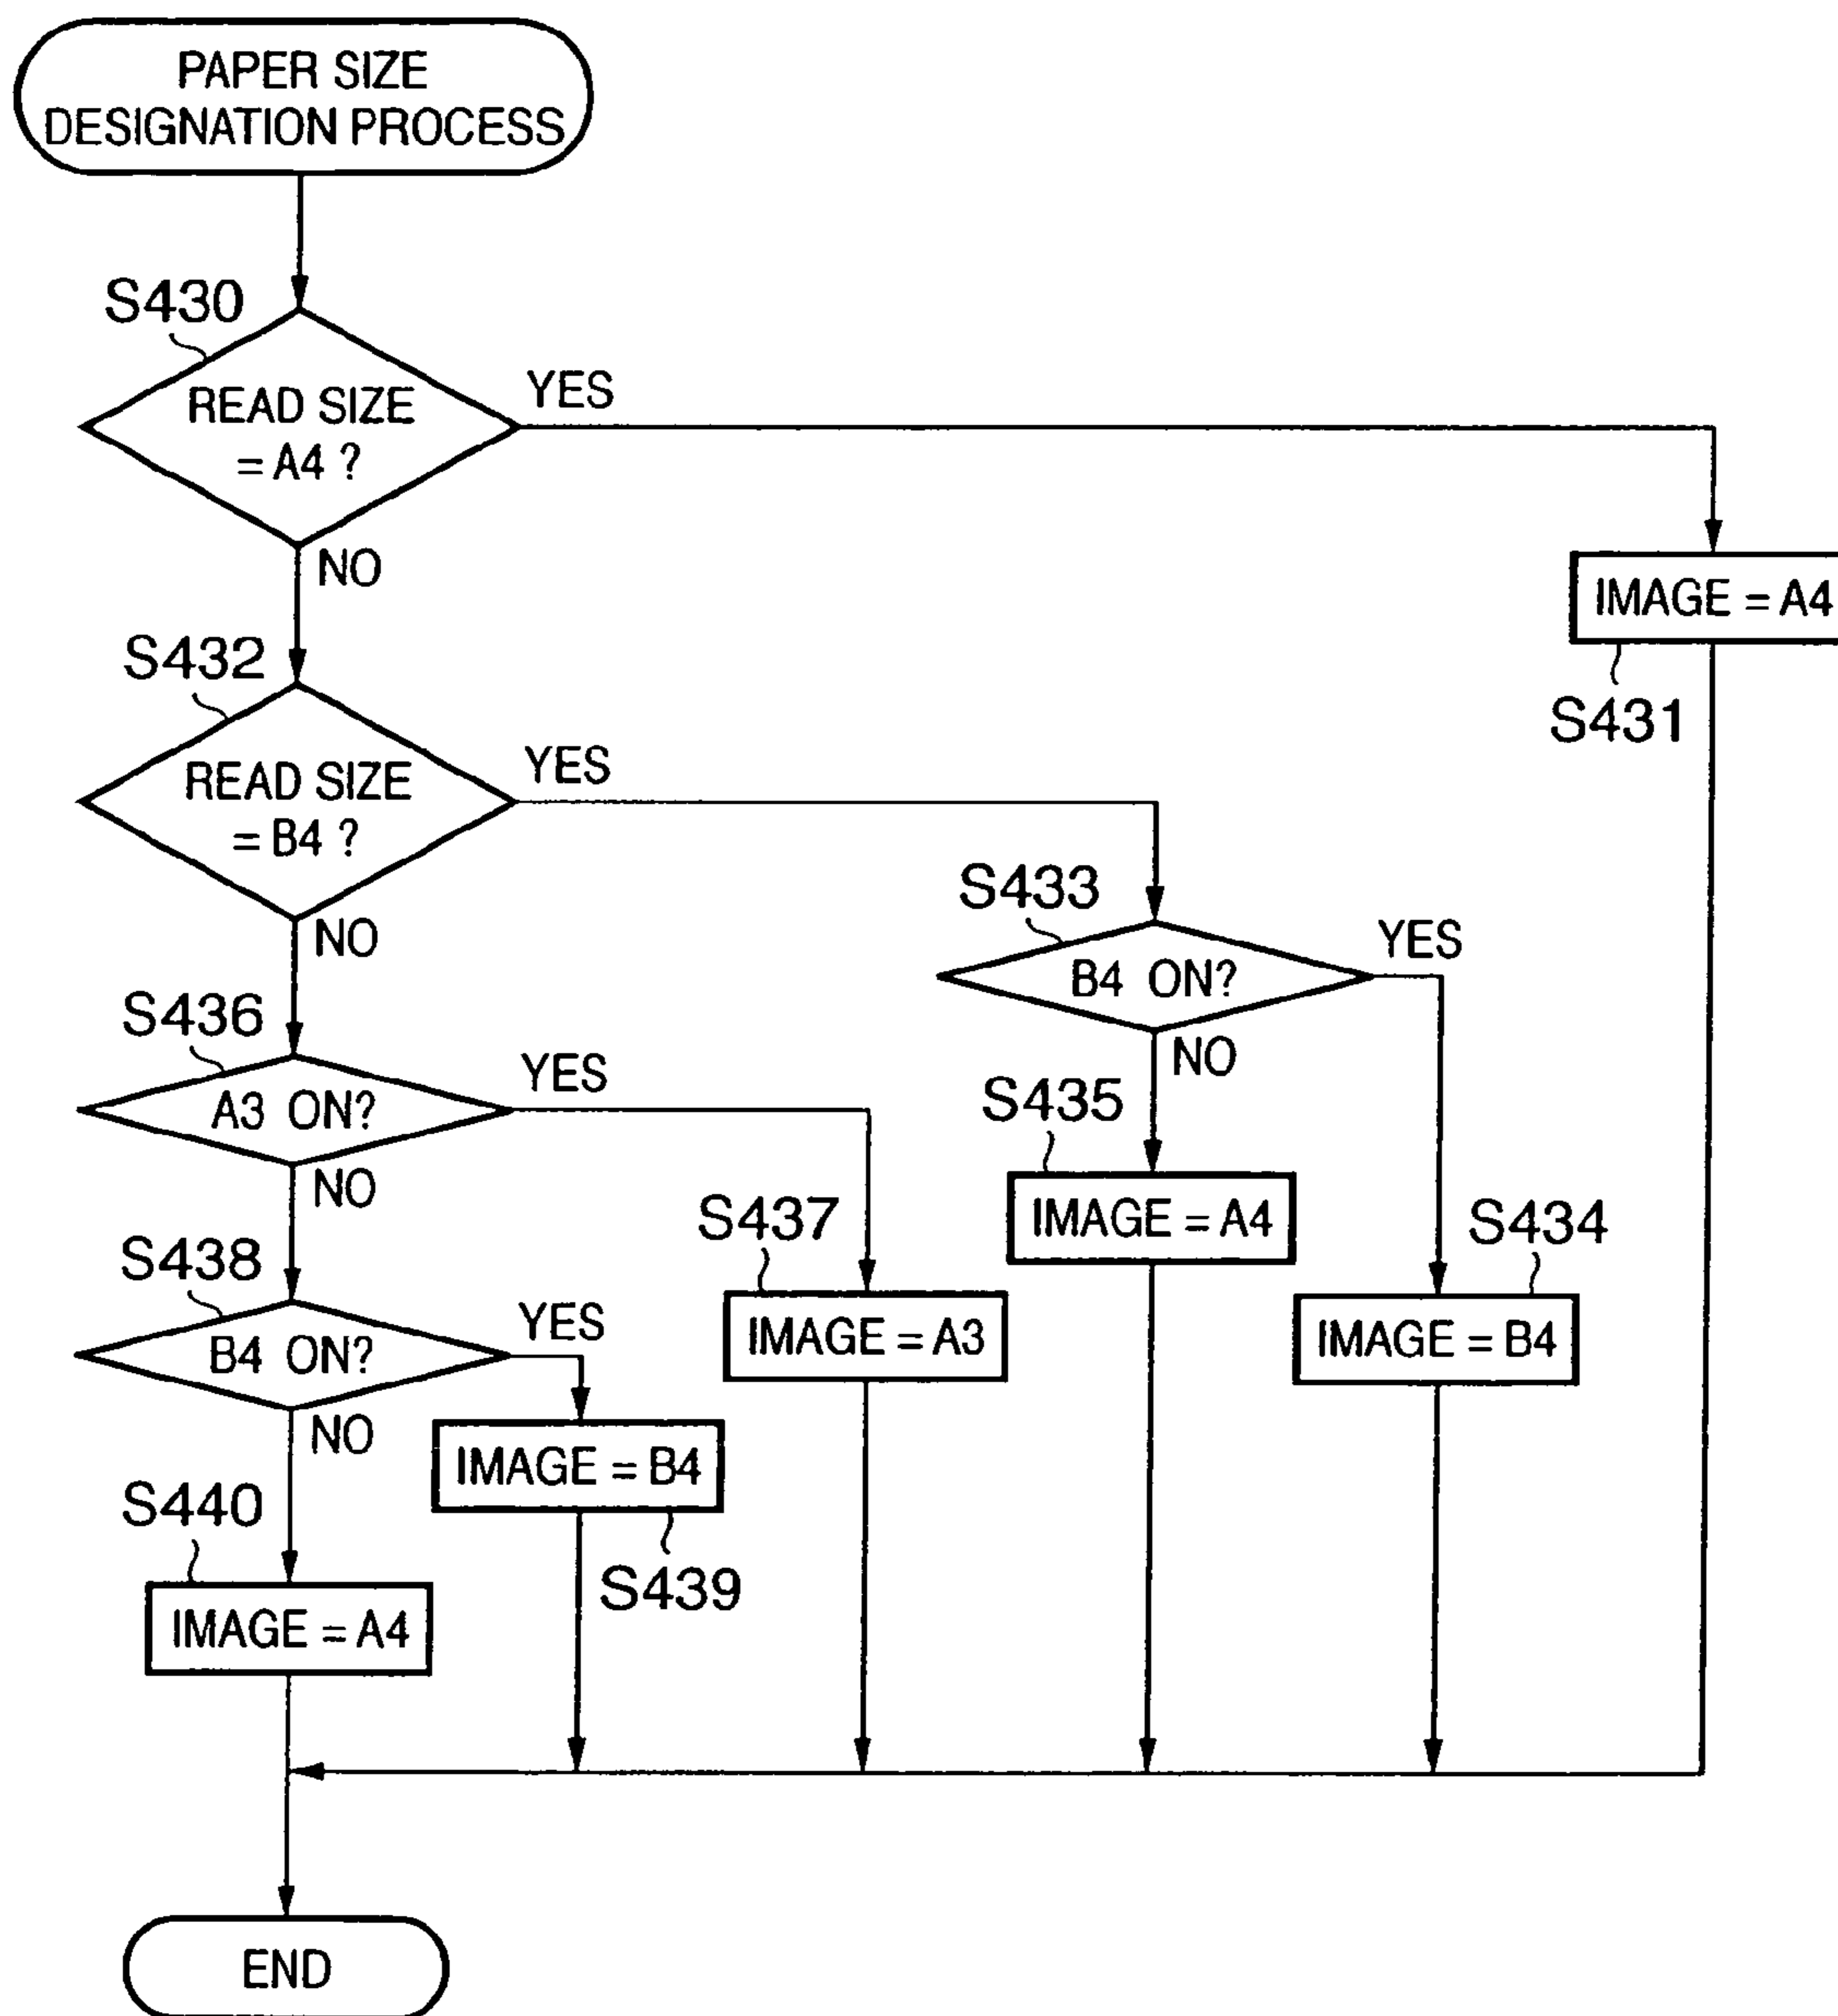 PAPER SIZE
DESIGNATION PROCESS
S430
READ SIZE
= A4 ?
YES
NO
IMAGE = A4
S431
S432
READ SIZE
= B4 ?
YES
NO
S433
B4 ON?
YES
NO
S436
A3 ON?
YES
NO
S435
IMAGE = A4
S434
IMAGE = B4
S437
IMAGE = A3
S438
B4 ON?
YES
NO
IMAGE = B4
S439
S440
IMAGE = A4
END